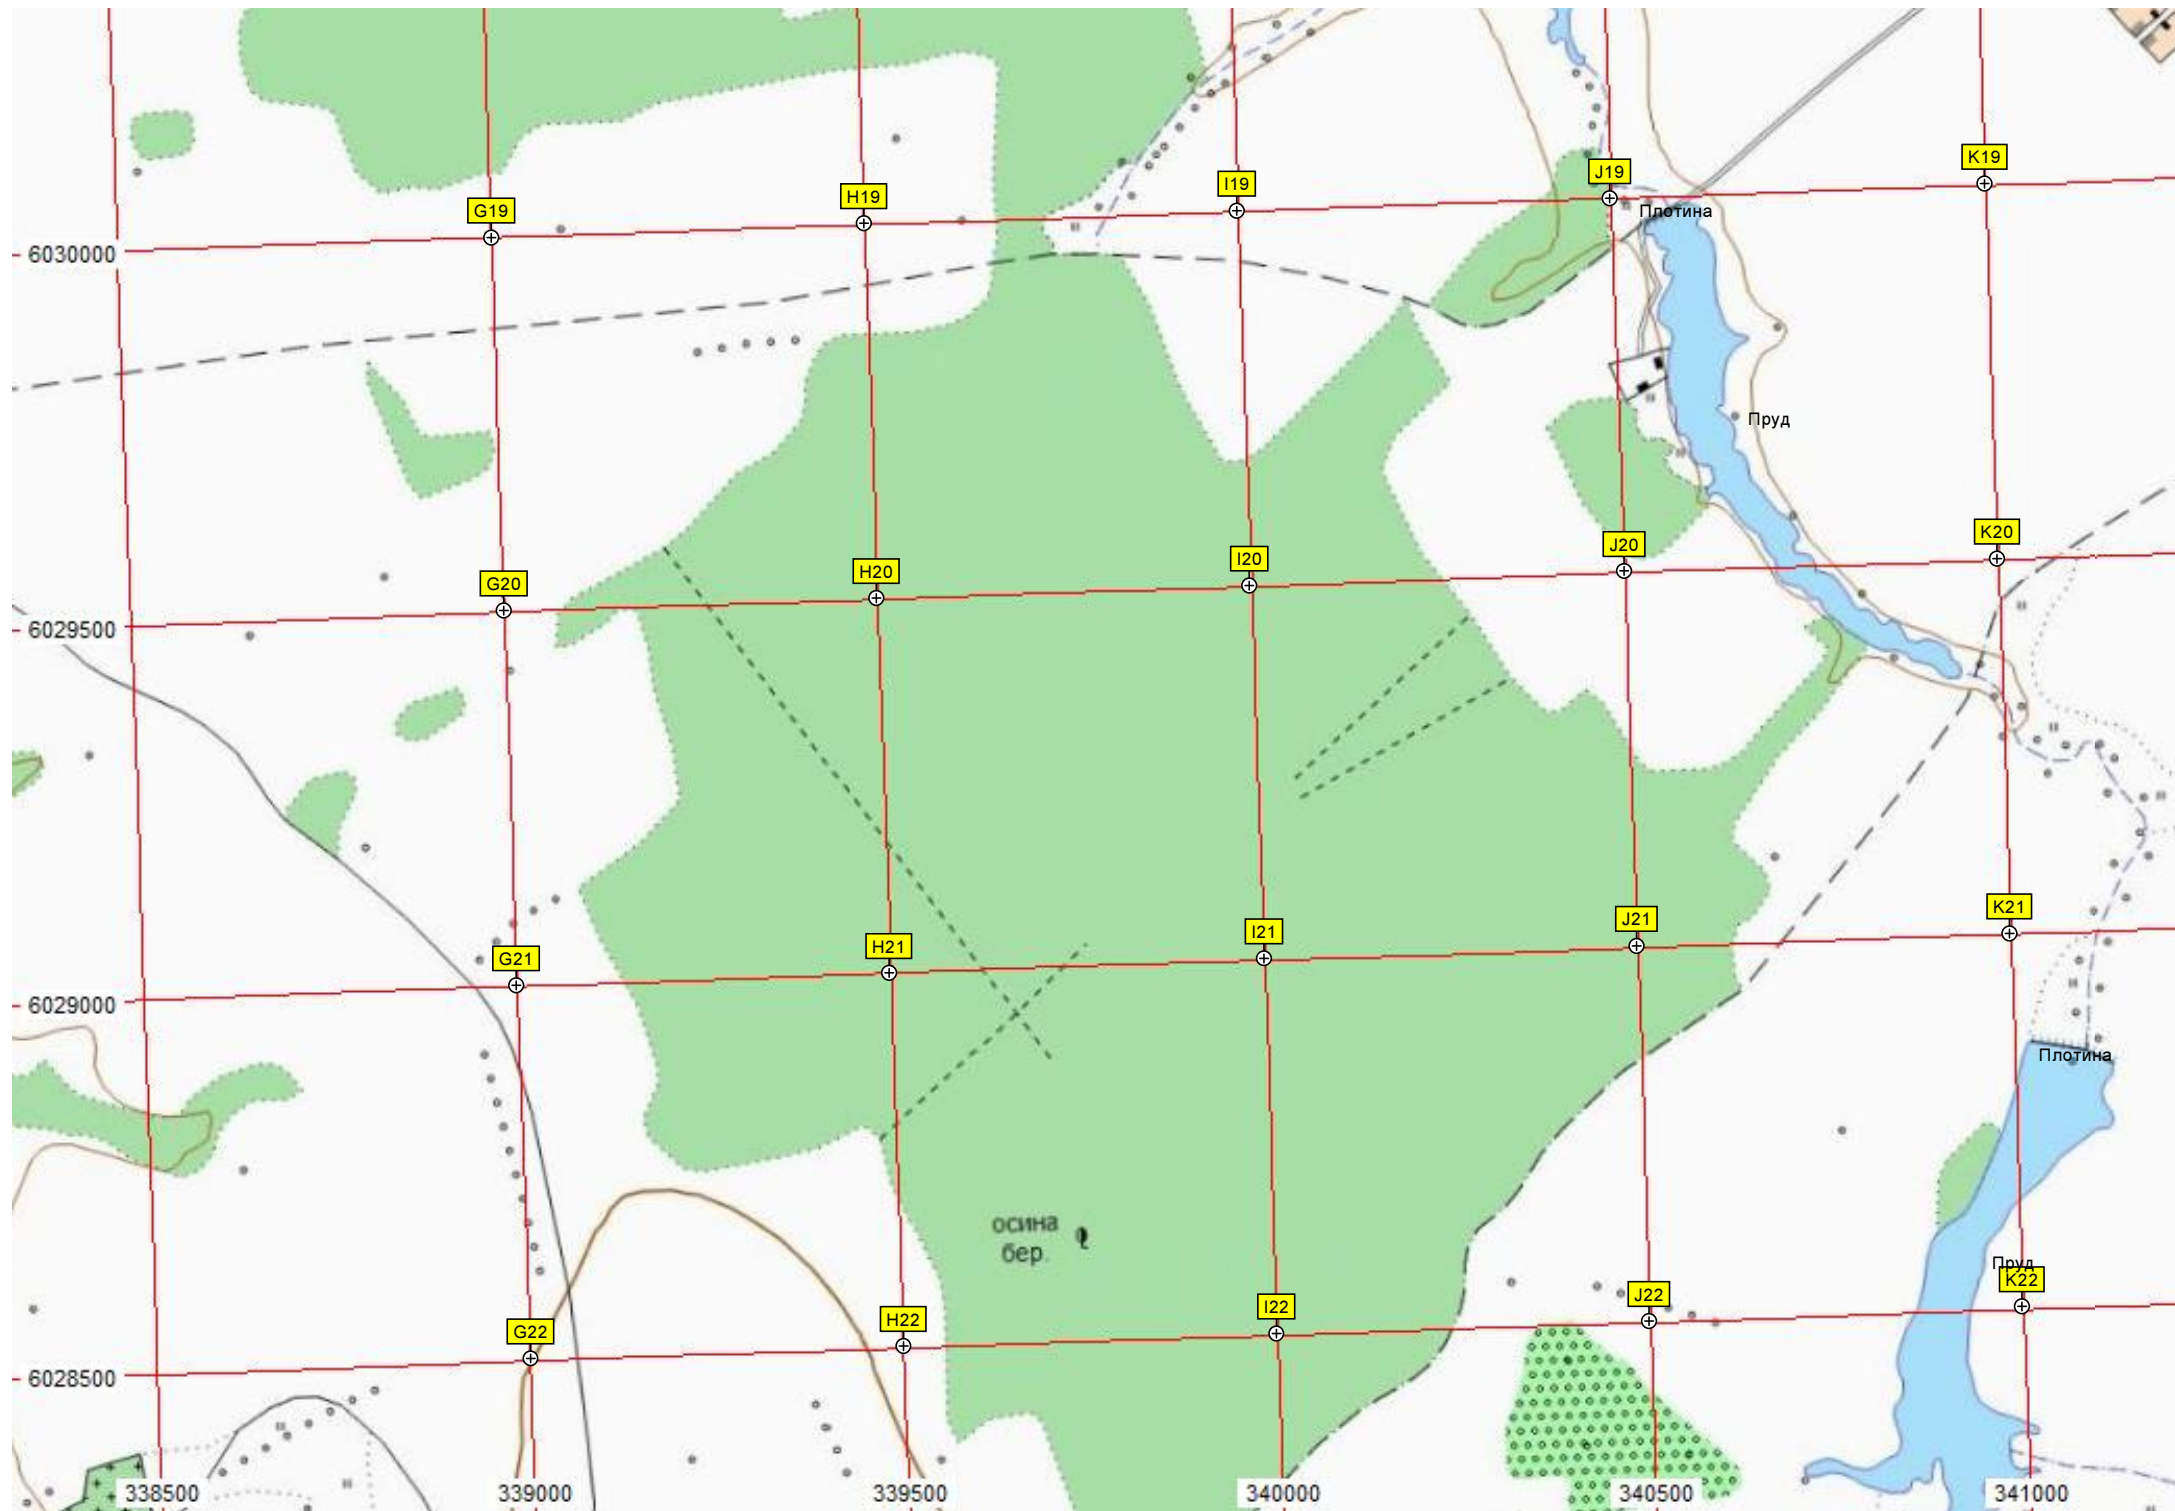 K19
J19
I19
H19
G19
Плотина
6030000
Пруд
K20
J20
I20
H20
G20
6029500
K21
J21
I21
H21
G21
6029000
Плотина
осина
бер.
Пруд
K22
J22
I22
H22
G22
6028500
338500
339000
339500
340000
340500
341000